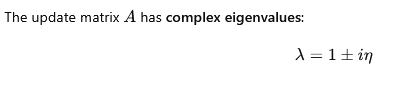 The update matrix A has complex eigenvalues:
λ = 1 ± iη